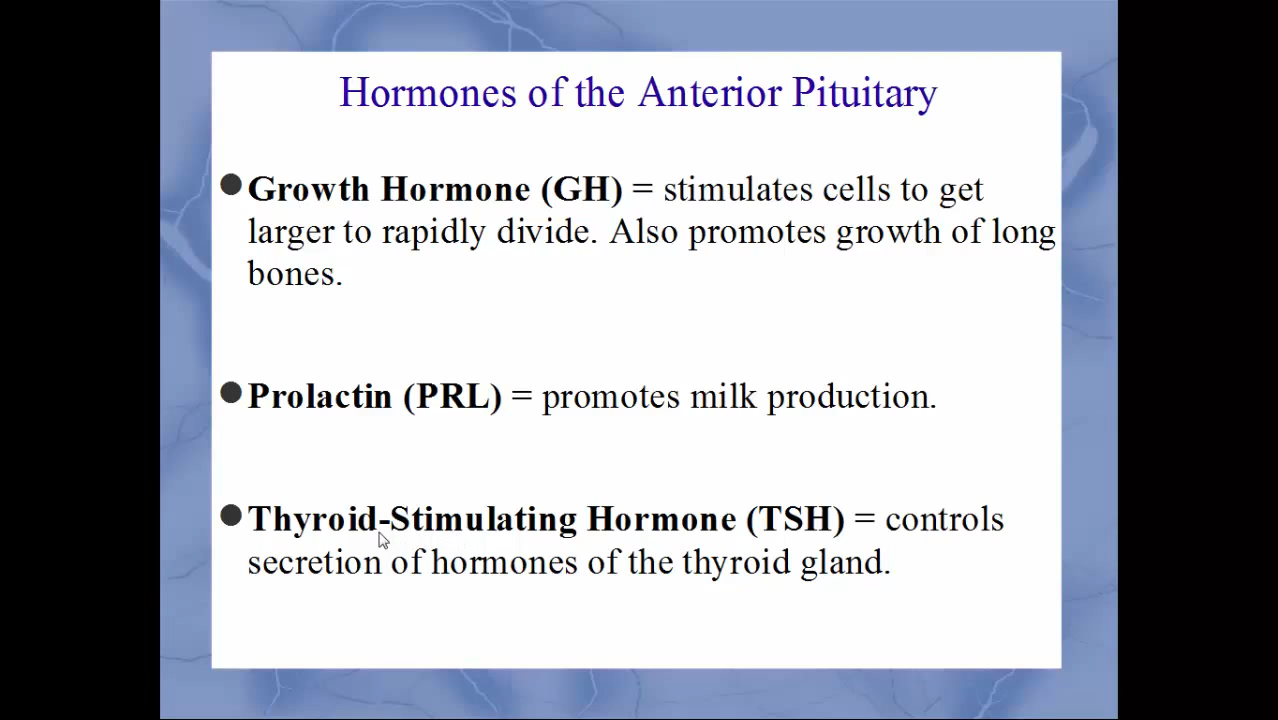 Hormones of the Anterior Pituitary
● Growth Hormone (GH) = stimulates cells to get
larger to rapidly divide. Also promotes growth of long
bones.
● Prolactin (PRL) = promotes milk production.
● Thyroid-Stimulating Hormone (TSH) = controls
secretion of hormones of the thyroid gland.